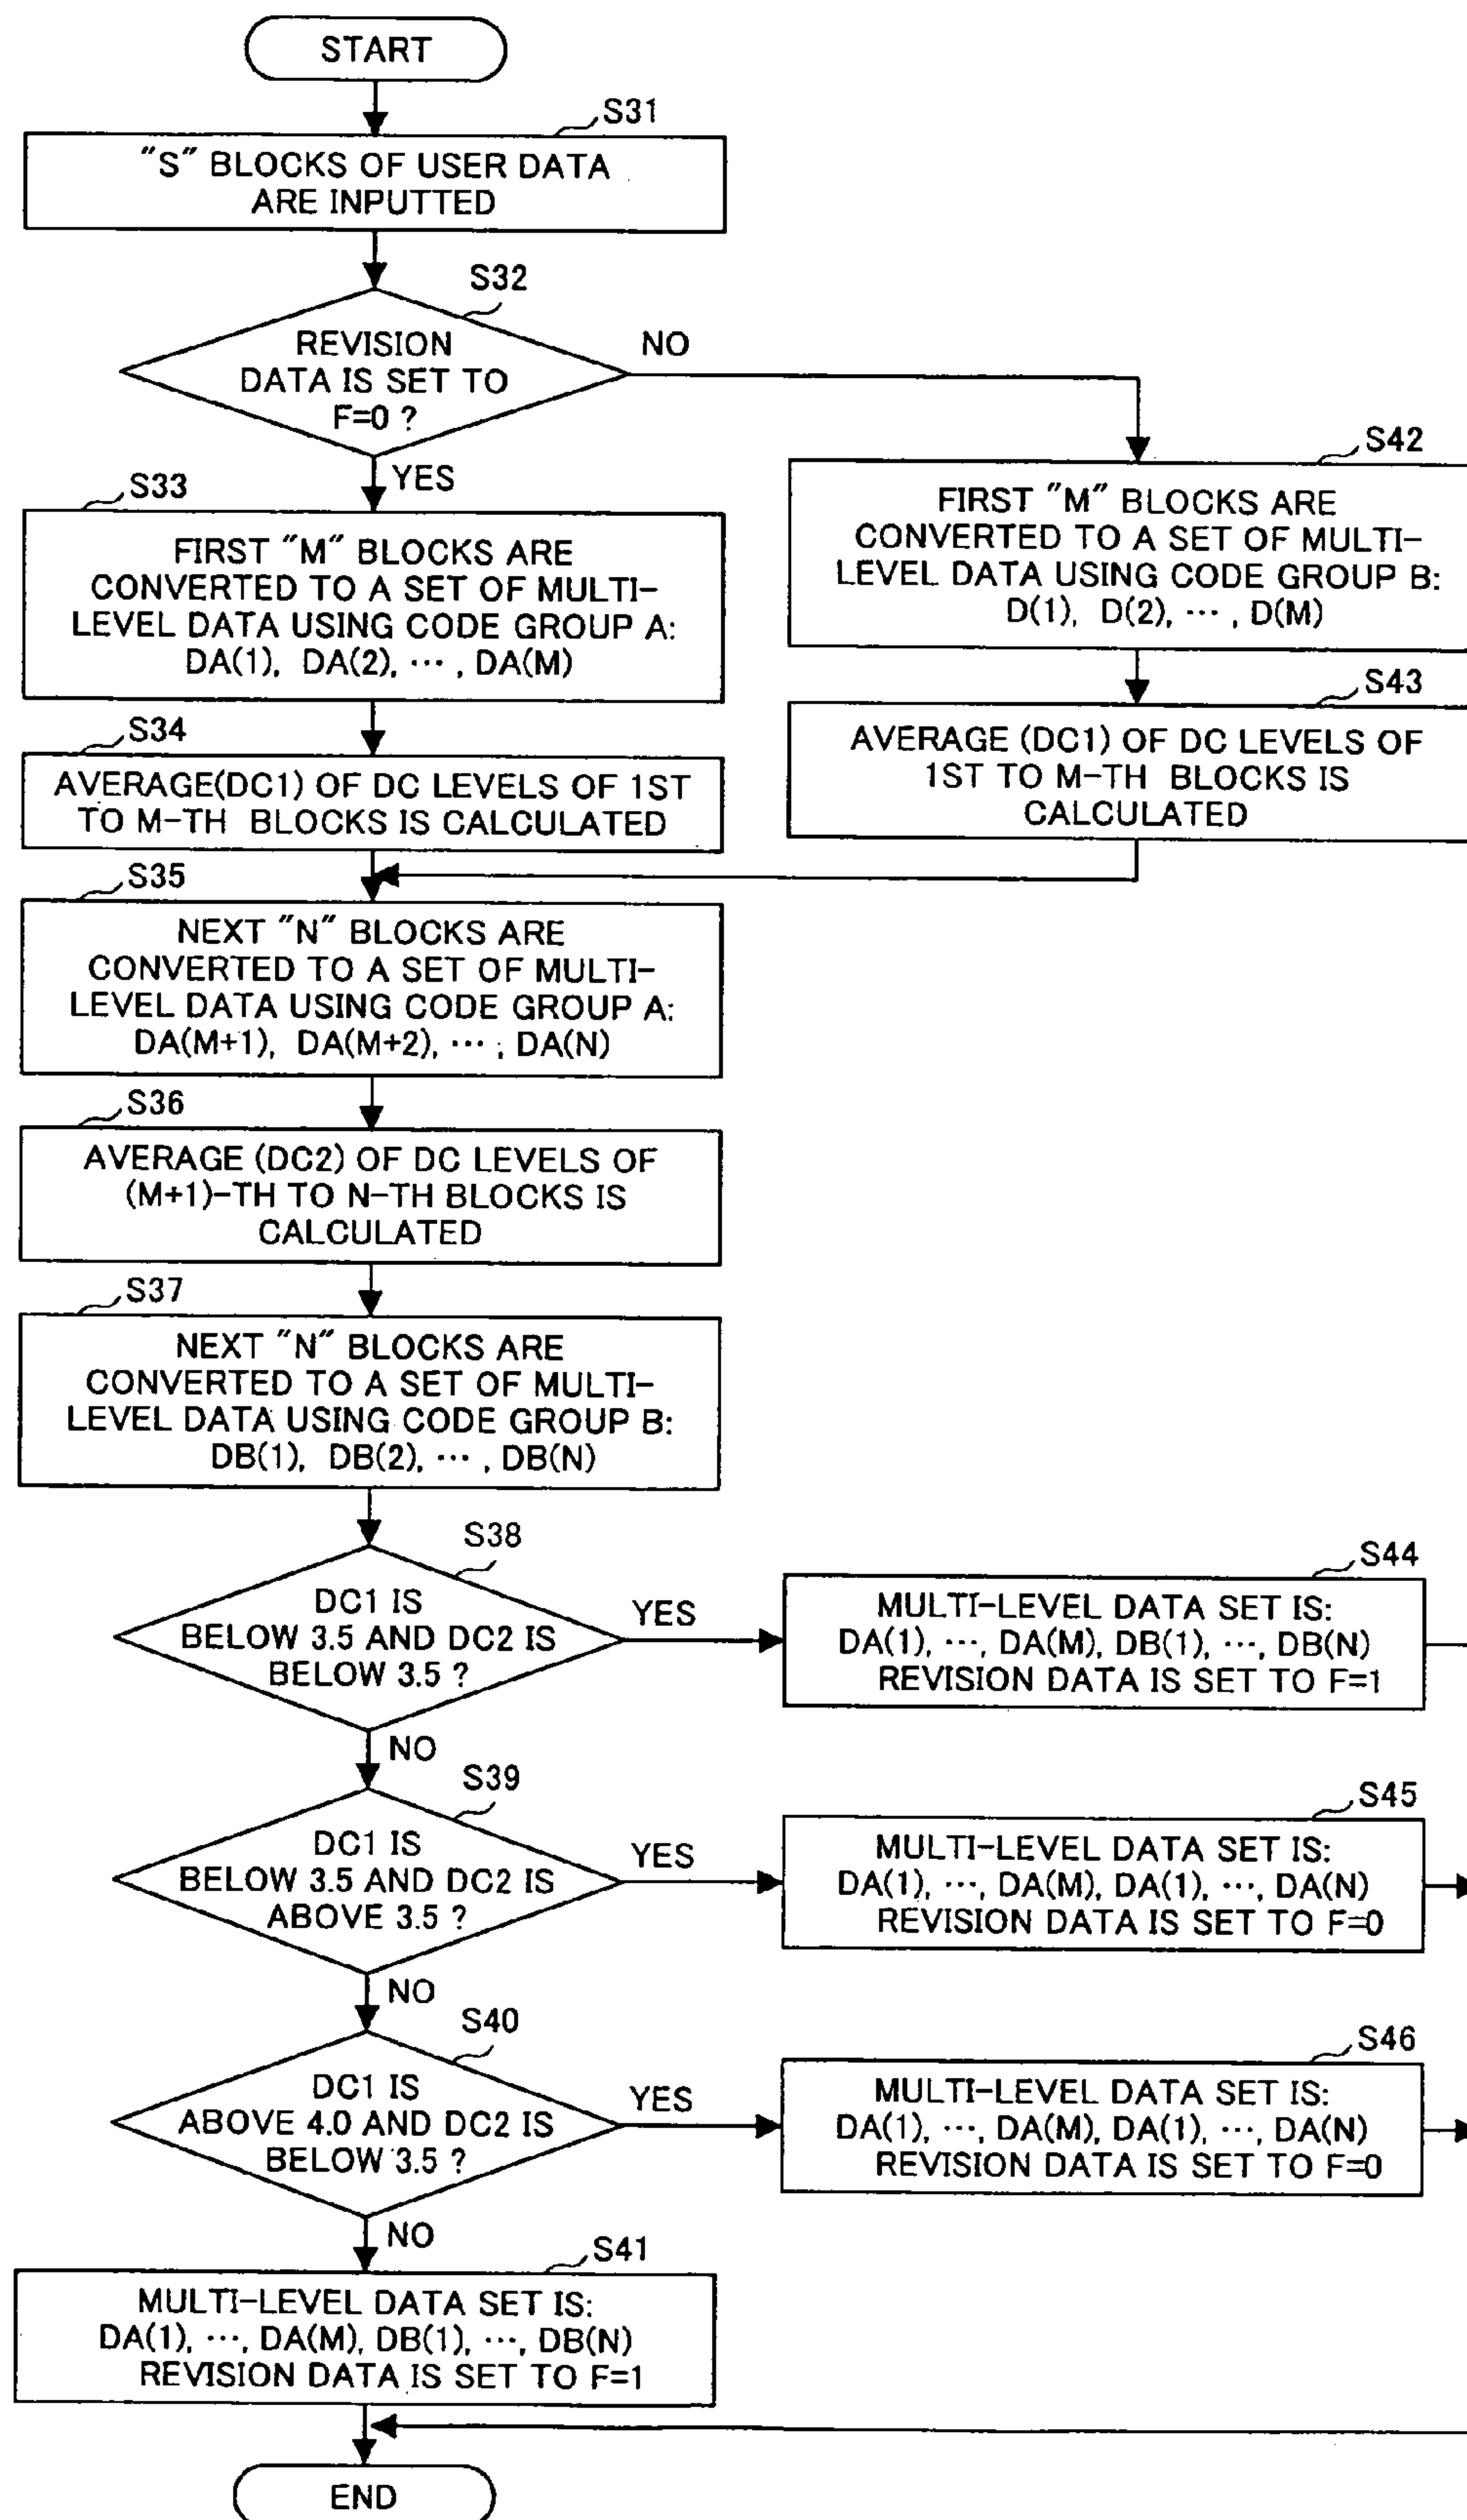 START
S31
"S" BLOCKS OF USER DATA
ARE INPUTTED
S32
REVISION
DATA IS SET TO
F=0 ?
NO
YES
S33
FIRST "M" BLOCKS ARE
CONVERTED TO A SET OF MULTI-
LEVEL DATA USING CODE GROUP A:
DA(1), DA(2), ··· , DA(M)
S42
FIRST "M" BLOCKS ARE
CONVERTED TO A SET OF MULTI-
LEVEL DATA USING CODE GROUP B:
D(1), D(2), ··· , D(M)
S34
AVERAGE(DC1) OF DC LEVELS OF 1ST
TO M-TH BLOCKS IS CALCULATED
S43
AVERAGE (DC1) OF DC LEVELS OF
1ST TO M-TH BLOCKS IS
CALCULATED
S35
NEXT "N" BLOCKS ARE
CONVERTED TO A SET OF MULTI-
LEVEL DATA USING CODE GROUP A:
DA(M+1), DA(M+2), ··· , DA(N)
S36
AVERAGE (DC2) OF DC LEVELS OF
(M+1)-TH TO N-TH BLOCKS IS
CALCULATED
S37
NEXT "N" BLOCKS ARE
CONVERTED TO A SET OF MULTI-
LEVEL DATA USING CODE GROUP B:
DB(1), DB(2), ··· , DB(N)
S38
DC1 IS
BELOW 3.5 AND DC2 IS
BELOW 3.5 ?
YES
NO
S44
MULTI-LEVEL DATA SET IS:
DA(1), ···, DA(M), DB(1), ···, DB(N)
REVISION DATA IS SET TO F=1
S39
DC1 IS
BELOW 3.5 AND DC2 IS
ABOVE 3.5 ?
YES
NO
S45
MULTI-LEVEL DATA SET IS:
DA(1), ···, DA(M), DA(1), ···, DA(N)
REVISION DATA IS SET TO F=0
S40
DC1 IS
ABOVE 4.0 AND DC2 IS
BELOW 3.5 ?
YES
NO
S46
MULTI-LEVEL DATA SET IS:
DA(1), ···, DA(M), DA(1), ···, DA(N)
REVISION DATA IS SET TO F=0
S41
MULTI-LEVEL DATA SET IS:
DA(1), ···, DA(M), DB(1), ···, DB(N)
REVISION DATA IS SET TO F=1
END